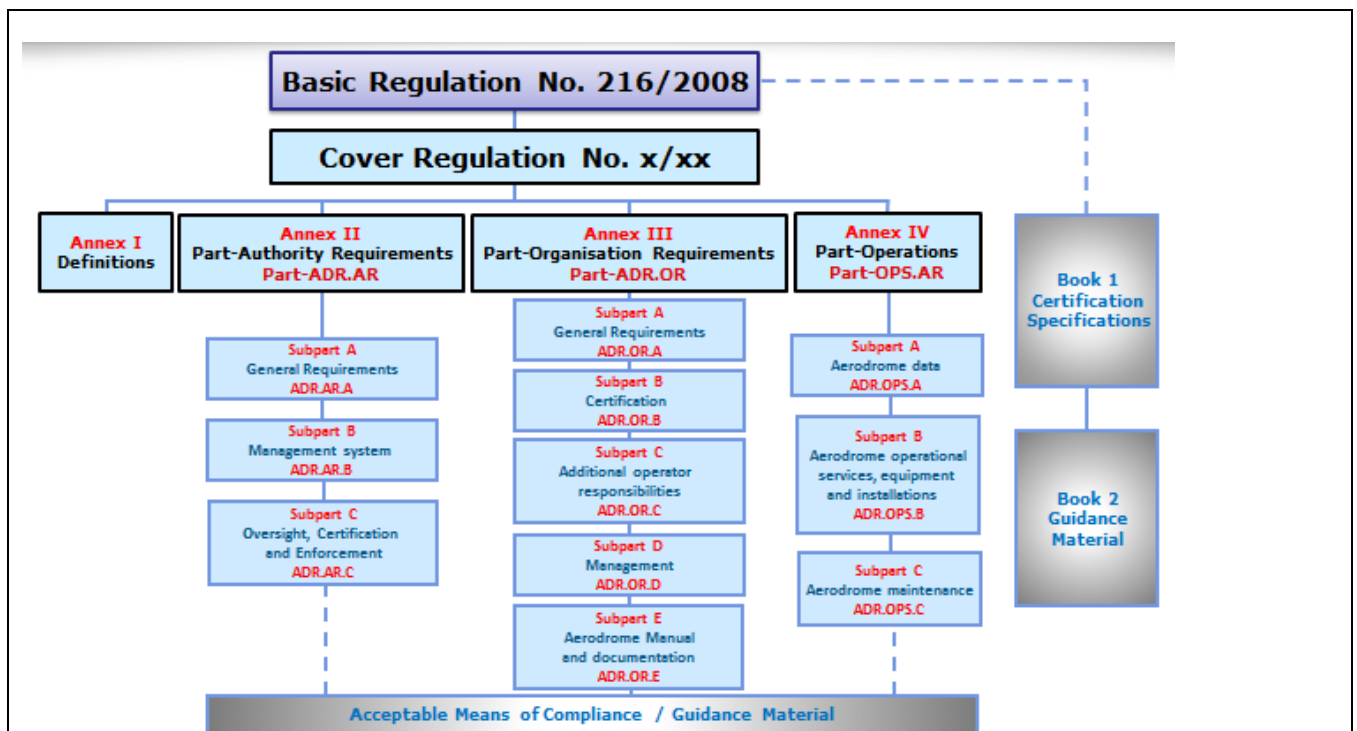 Basic Regulation No. 216/2008
Cover Regulation No. x/xx
Annex I
Definitions
Annex II
Part-Authority Requirements
Part-ADR.AR
Subpart A
General Requirements
ADR.AR.A
Subpart B
Management system
ADR.AR.B
Subpart C
Oversight, Certification
and Enforcement
ADR.AR.C
Annex III
Part-Organisation Requirements
Part-ADR.OR
Subpart A
General Requirements
ADR.OR.A
Subpart B
Certification
ADR.OR.B
Subpart C
Additional operator
responsibilities
ADR.OR.C
Subpart D
Management
ADR.OR.D
Subpart E
Aerodrome Manual
and documentation
ADR.OR.E
Annex IV
Part-Operations
Part-OPS.AR
Subpart A
Aerodrome data
ADR.OPS.A
Subpart B
Aerodrome operational
services, equipment
and installations
ADR.OPS.B
Subpart C
Aerodrome maintenance
ADR.OPS.C
Book 1
Certification
Specifications
Book 2
Guidance
Material
Acceptable Means of Compliance / Guidance Material